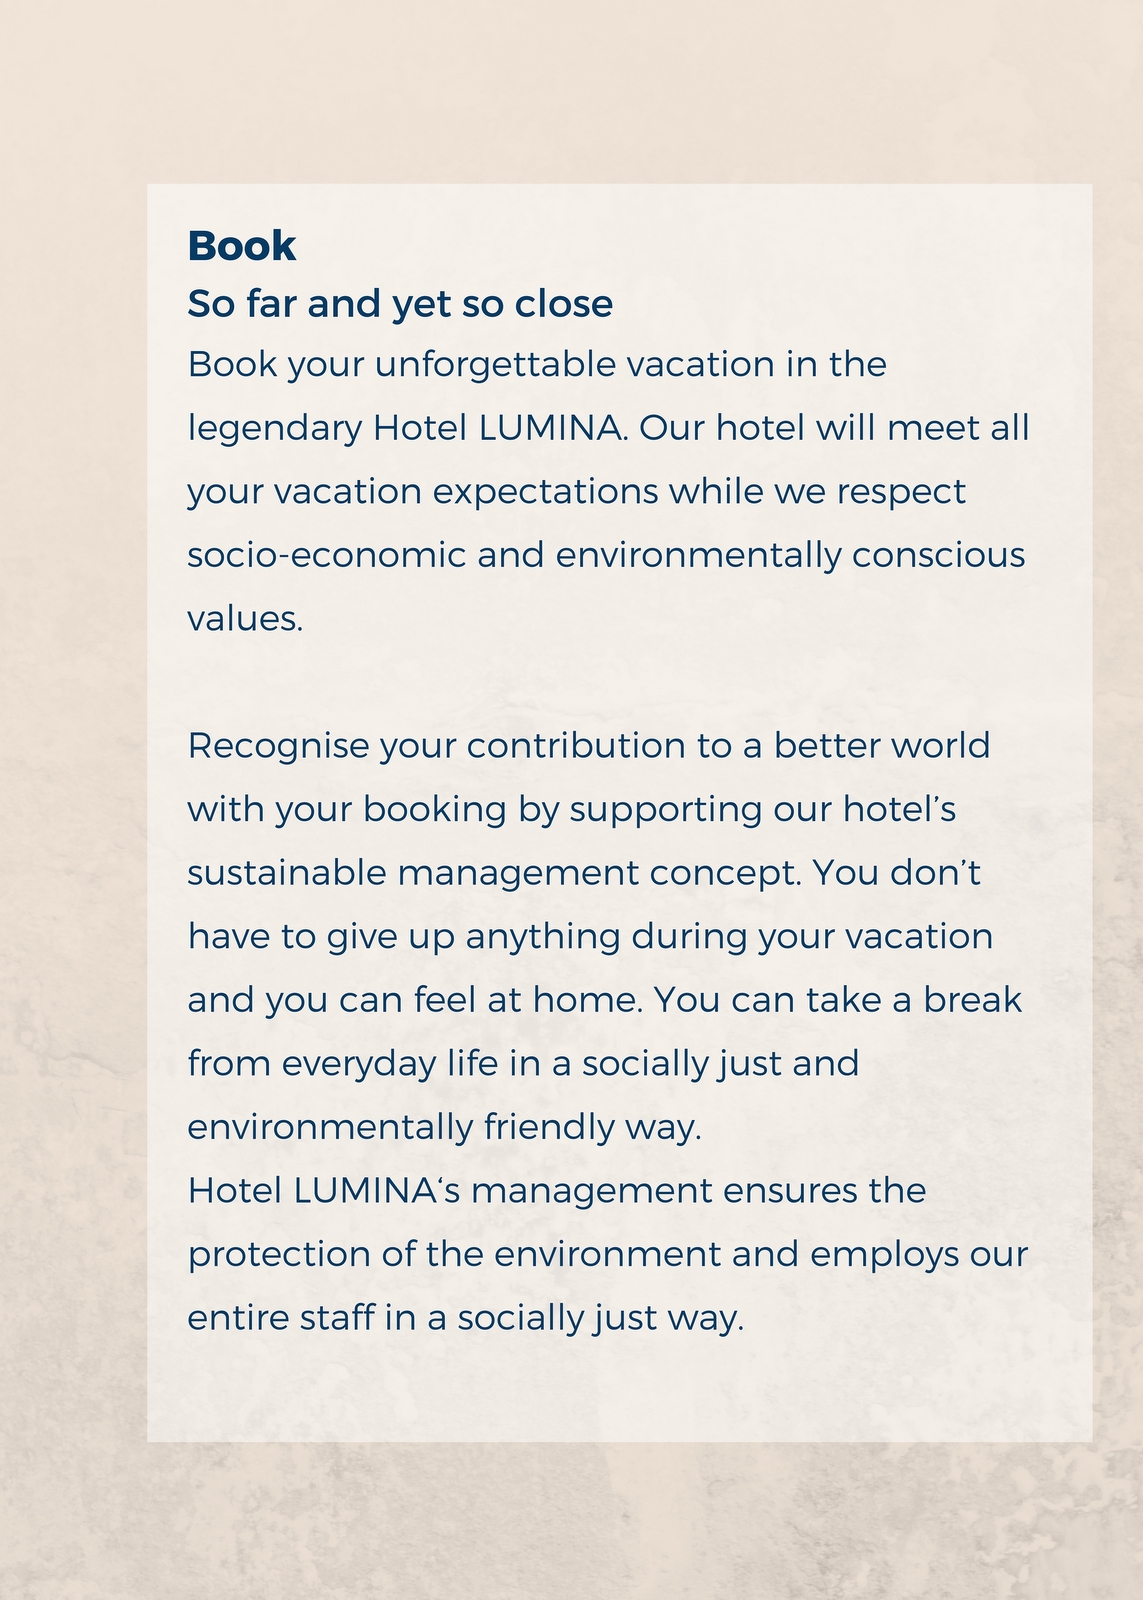 Book
So far and yet so close
Book your unforgettable vacation in the
legendary Hotel LUMINA. Our hotel will meet all
your vacation expectations while we respect
socio-economic and environmentally conscious
values.
Recognise your contribution to a better world
with your booking by supporting our hotel’s
sustainable management concept. You don’t
have to give up anything during your vacation
and you can feel at home. You can take a break
from everyday life in a socially just and
environmentally friendly way.
Hotel LUMINA‘s management ensures the
protection of the environment and employs our
entire staff in a socially just way.